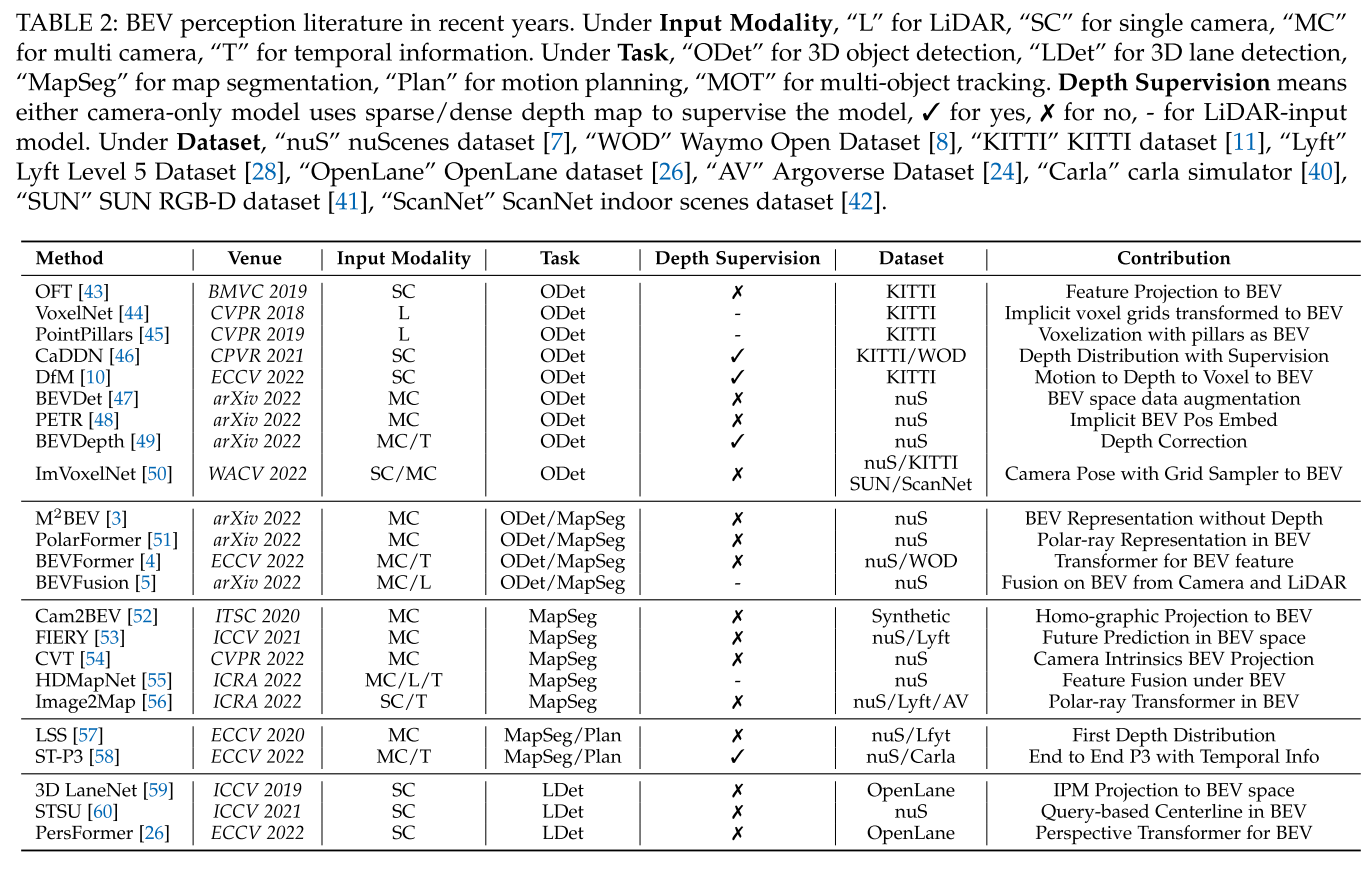 TABLE 2: BEV perception literature in recent years. Under Input Modality, “L” for LiDAR, “SC” for single camera, “MC”
for multi camera, “T” for temporal information. Under Task, “ODet” for 3D object detection, “LDet” for 3D lane detection,
“MapSeg” for map segmentation, “Plan” for motion planning, “MOT” for multi-object tracking. Depth Supervision means
either camera-only model uses sparse/dense depth map to supervise the model, ✓ for yes, ✗ for no, - for LiDAR-input
model. Under Dataset, “nuS” nuScenes dataset [7], “WOD” Waymo Open Dataset [8], “KITTI” KITTI dataset [11], “Lyft”
Lyft Level 5 Dataset [28], “OpenLane” OpenLane dataset [26], “AV” Argoverse Dataset [24], “Carla” carla simulator [40],
“SUN” SUN RGB-D dataset [41], “ScanNet” ScanNet indoor scenes dataset [42].
Method Venue Input Modality Task Depth Supervision Dataset Contribution
OFT [43] BMVC 2019 SC ODet ✗ KITTI Feature Projection to BEV
VoxelNet [44] CVPR 2018 L ODet - KITTI Implicit voxel grids transformed to BEV
PointPillars [45] CVPR 2019 L ODet - KITTI Voxelization with pillars as BEV
CaDDN [46] CPVR 2021 SC ODet ✓ KITTI/WOD Depth Distribution with Supervision
DfM [10] ECCV 2022 SC ODet ✓ KITTI Motion to Depth to Voxel to BEV
BEVDet [47] arXiv 2022 MC ODet ✗ nuS BEV space data augmentation
PETR [48] arXiv 2022 MC ODet ✗ nuS Implicit BEV Pos Embed
BEVDepth [49] arXiv 2022 MC/T ODet ✓ nuS Depth Correction
ImVoxelNet [50] WACV 2022 SC/MC ODet ✗ nuS/KITTI Camera Pose with Grid Sampler to BEV
SUN/ScanNet
M²BEV [3] arXiv 2022 MC ODet/MapSeg ✗ nuS BEV Representation without Depth
PolarFormer [51] arXiv 2022 MC ODet/MapSeg ✗ nuS Polar-ray Representation in BEV
BEVFormer [4] ECCV 2022 MC/T ODet/MapSeg ✗ nuS/WOD Transformer for BEV feature
BEVFusion [5] arXiv 2022 MC/L ODet/MapSeg - nuS Fusion on BEV from Camera and LiDAR
Cam2BEV [52] ITSC 2020 MC MapSeg ✗ Synthetic Homo-graphic Projection to BEV
FIERY [53] ICCV 2021 MC MapSeg ✗ nuS/Lyft Future Prediction in BEV space
CVT [54] CVPR 2022 MC MapSeg ✗ nuS Camera Intrinsics BEV Projection
HDMapNet [55] ICRA 2022 MC/L/T MapSeg - nuS Feature Fusion under BEV
Image2Map [56] ICRA 2022 SC/T MapSeg ✗ nuS/Lyft/AV Polar-ray Transformer in BEV
LSS [57] ECCV 2020 MC MapSeg/Plan ✗ nuS/Lfyt First Depth Distribution
ST-P3 [58] ECCV 2022 MC/T MapSeg/Plan ✓ nuS/Carla End to End P3 with Temporal Info
3D LaneNet [59] ICCV 2019 SC LDet ✗ OpenLane IPM Projection to BEV space
STSU [60] ICCV 2021 SC LDet ✗ nuS Query-based Centerline in BEV
PersFormer [26] ECCV 2022 SC LDet ✗ OpenLane Perspective Transformer for BEV